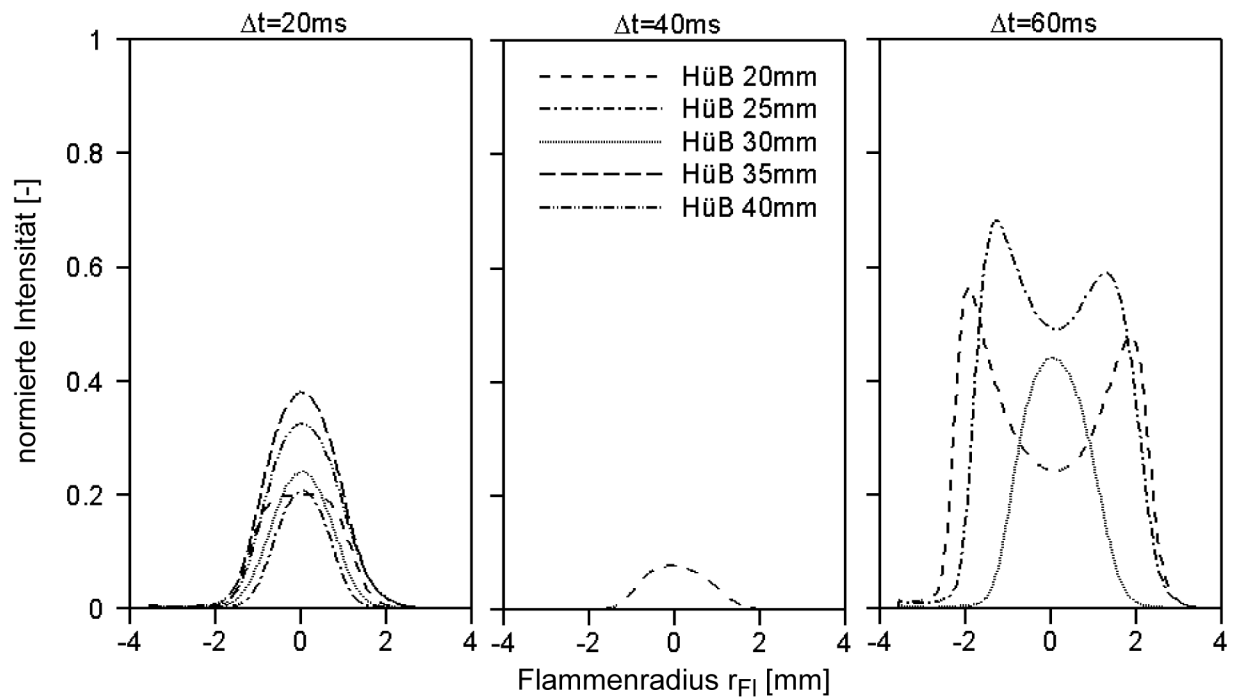 Δt=20ms
Δt=40ms
Δt=60ms
normierte Intensität [-]
1
0.8
0.6
0.4
0.2
0
HüB 20mm
HüB 25mm
HüB 30mm
HüB 35mm
HüB 40mm
-4 -2 0 2 4
-4 -2 0 2 4
-4 -2 0 2 4
Flammenradius rFl [mm]